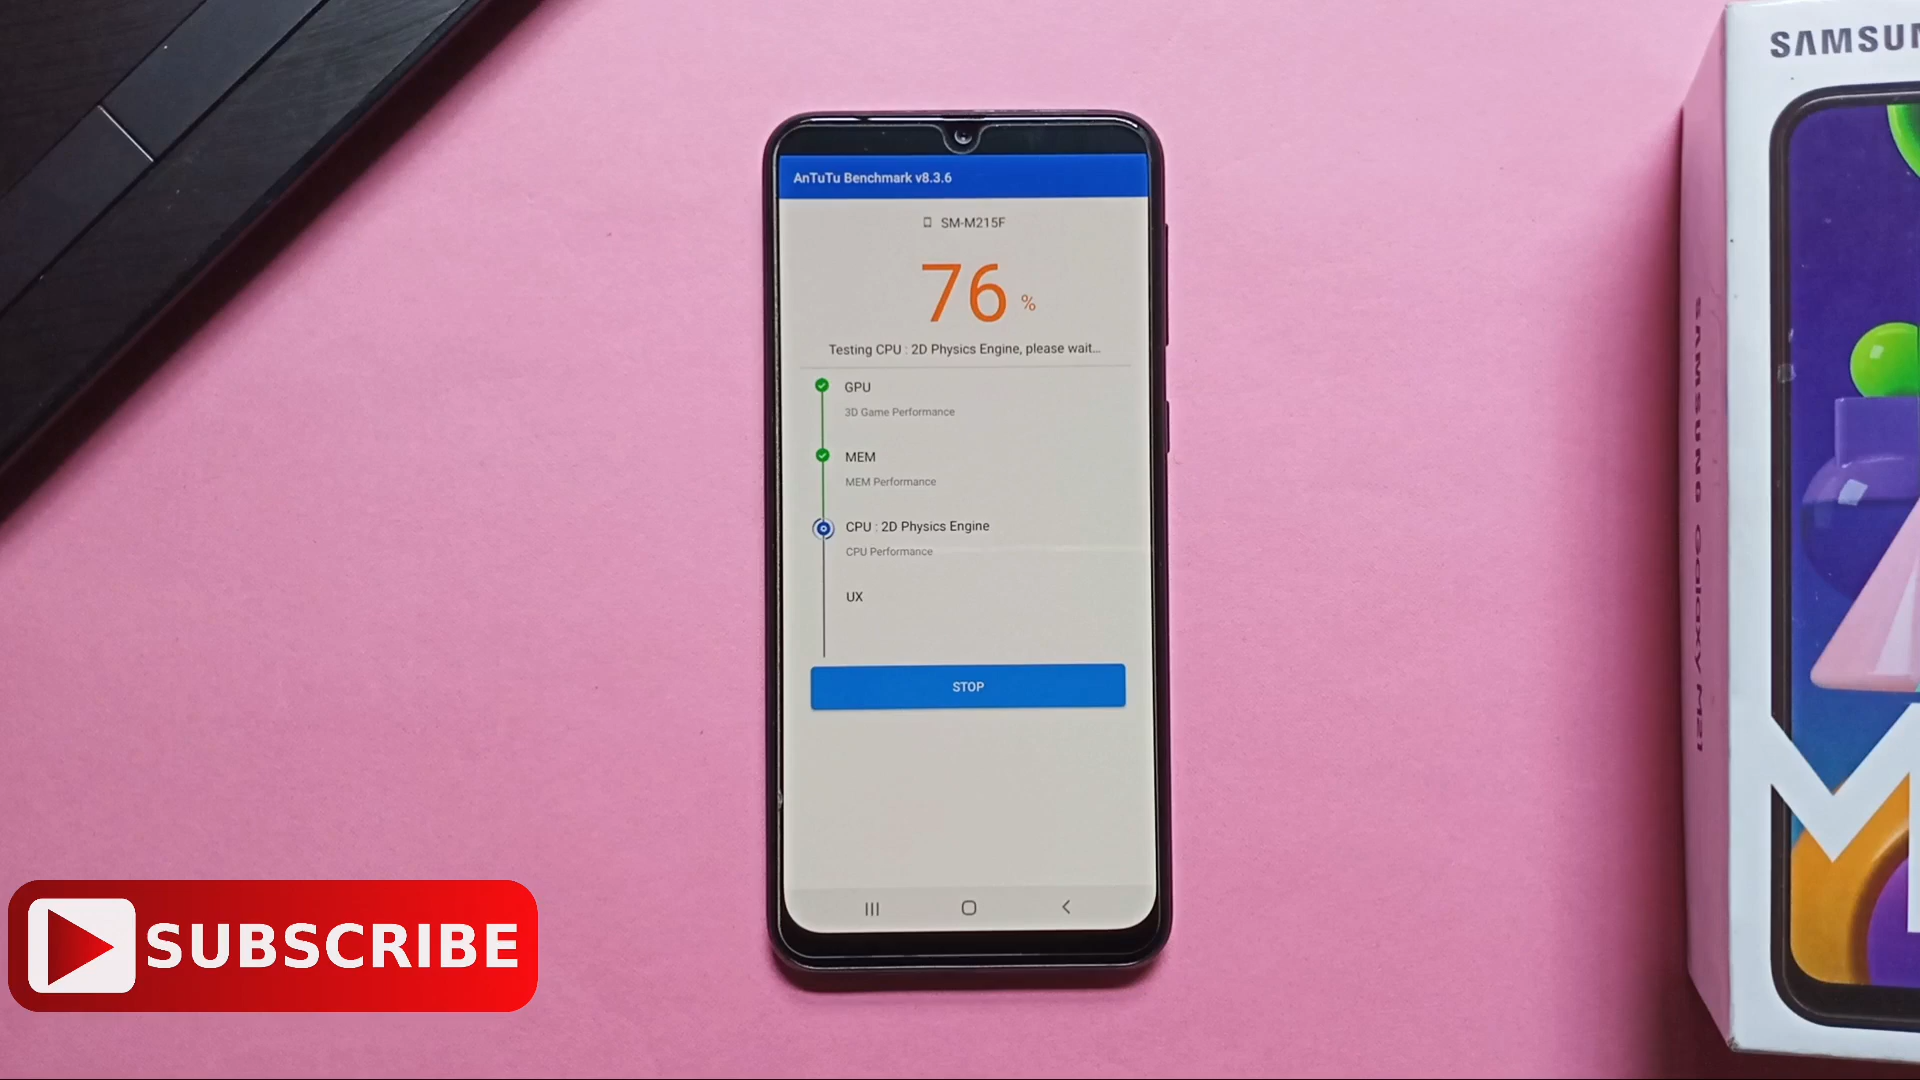 AnTuTu Benchmark v8.3.6
SM-M215F
76 %
Testing CPU : 2D Physics Engine, please wait...
GPU
3D Game Performance
MEM
MEM Performance
CPU : 2D Physics Engine
CPU Performance
UX
STOP
SUBSCRIBE
SAMSUN
SAMSUNG Galaxy M21
M